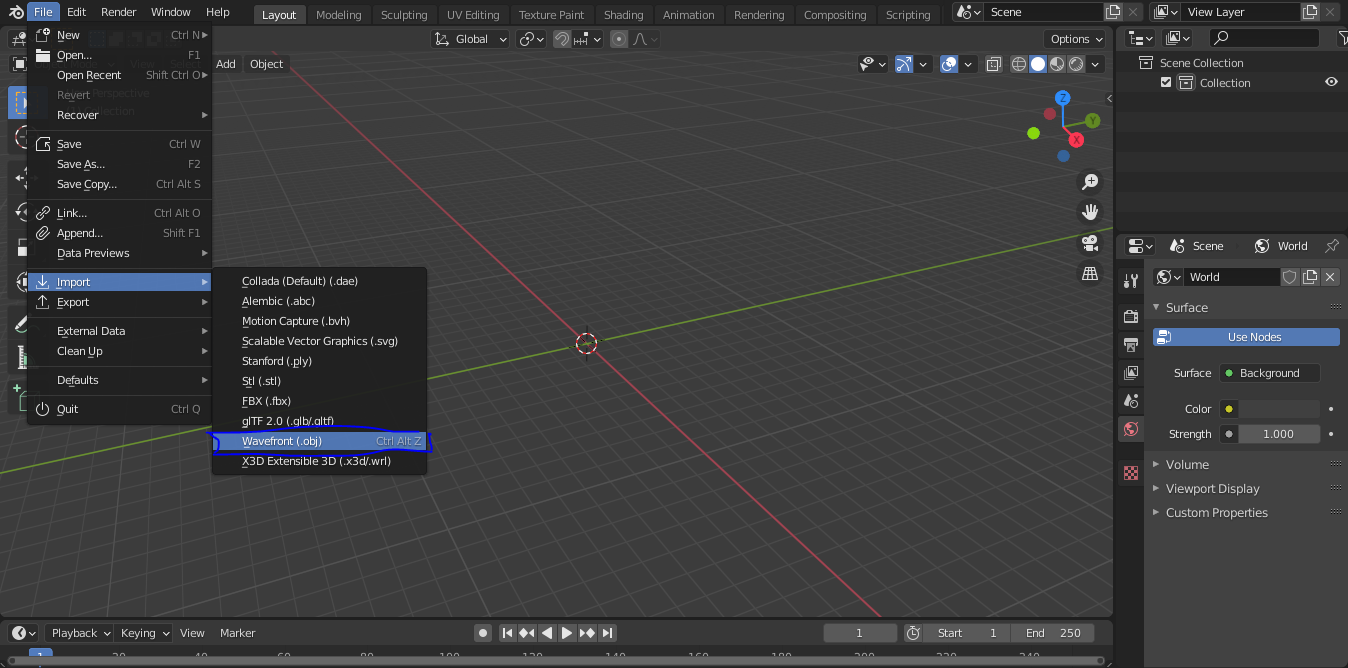 File Edit Render Window Help Layout Modeling Sculpting UV Editing Texture Paint Shading Animation Rendering Compositing Scripting Scene View Layer
New Ctrl N
Open... F1
Open Recent Shift Ctrl O
Revert
Recover
Save Ctrl W
Save As... F2
Save Copy... Ctrl Alt S
Link... Ctrl Alt O
Append... Shift F1
Data Previews
Import
Export
External Data
Clean Up
Defaults
Quit Ctrl Q
Collada (Default) (.dae)
Alembic (.abc)
Motion Capture (.bvh)
Scalable Vector Graphics (.svg)
Stanford (.ply)
Stl (.stl)
FBX (.fbx)
glTF 2.0 (.glb/.gltf)
Wavefront (.obj) Ctrl Alt Z
X3D Extensible 3D (.x3d/.wrl)
Global Options
Add Object
Z
Y
X
Scene Collection
Collection
Scene World
World
Surface
Use Nodes
Surface Background
Color
Strength 1.000
Volume
Viewport Display
Custom Properties
Playback Keying View Marker 1 Start 1 End 250